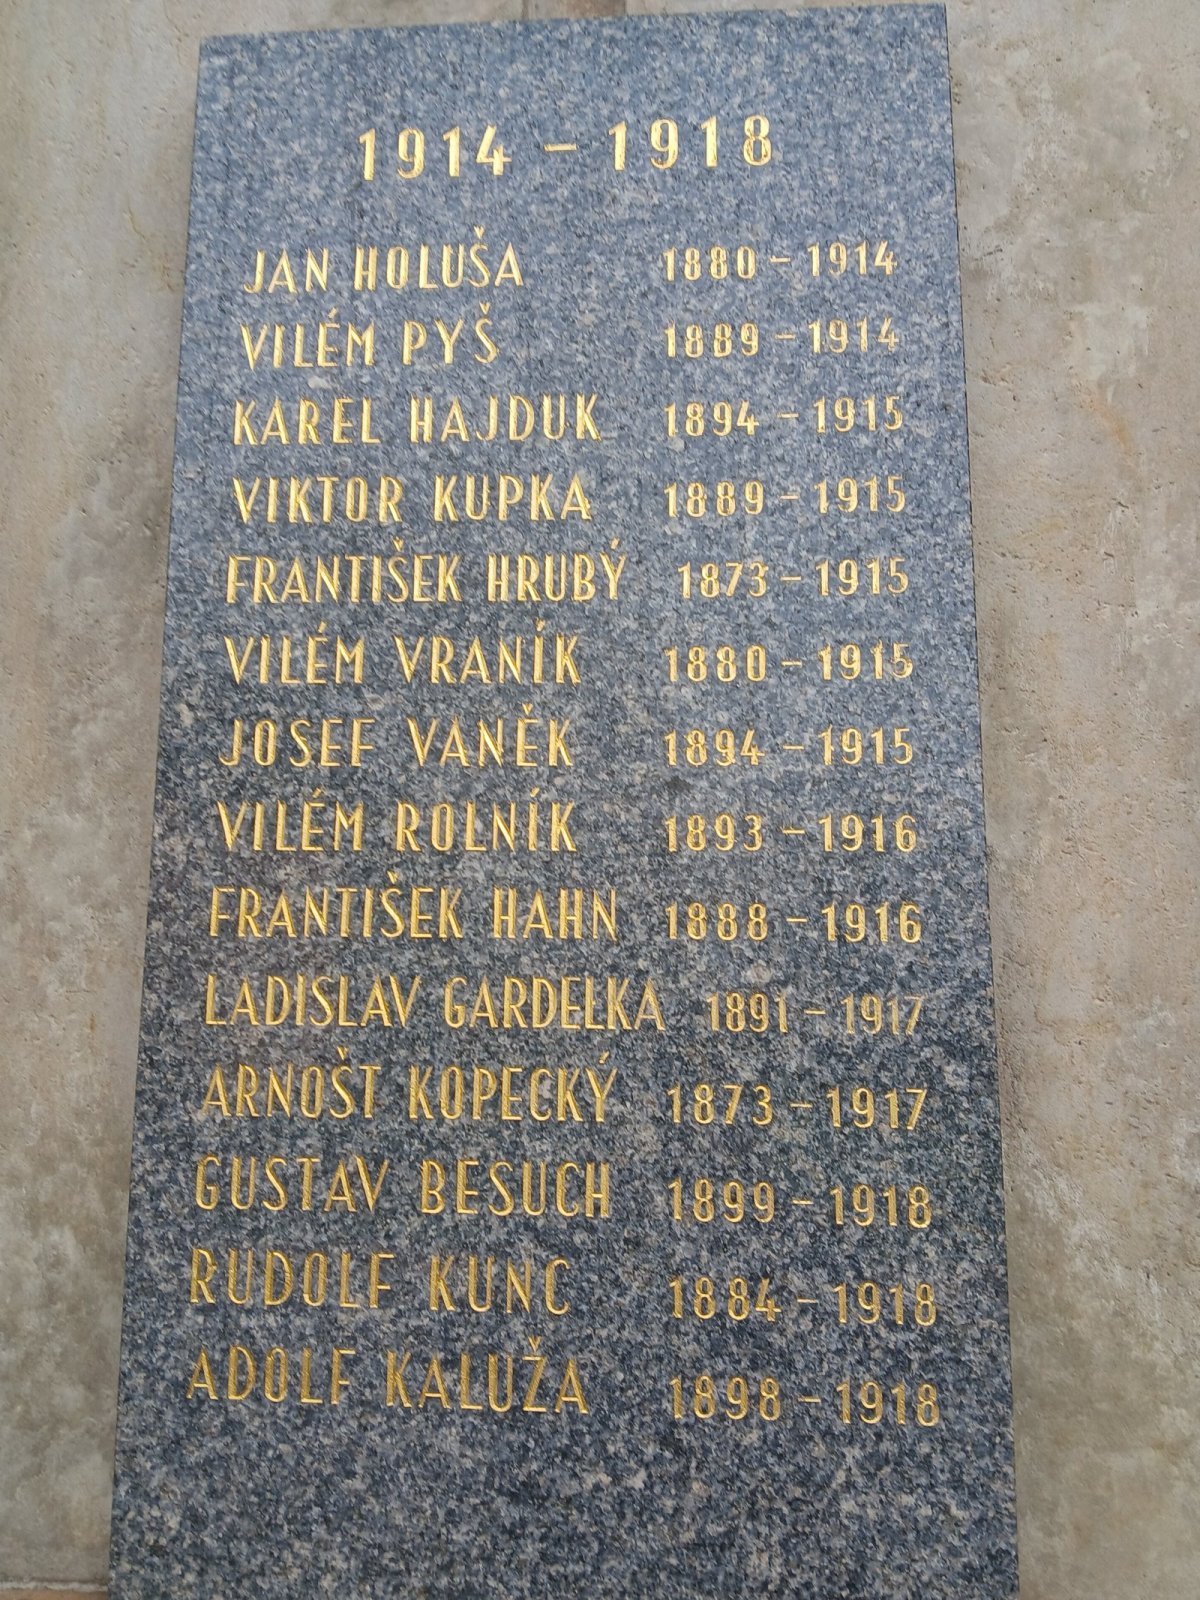 1914 – 1918
JAN HOLUŠA 1880 – 1914
VILÉM PYŠ 1889 – 1914
KAREL HAJDUK 1894 – 1915
VIKTOR KUPKA 1889 – 1915
FRANTIŠEK HRUBÝ 1873 – 1915
VILÉM VRANÍK 1880 – 1915
JOSEF VANĚK 1894 – 1915
VILÉM ROLNÍK 1893 – 1916
FRANTIŠEK HAHN 1888 – 1916
LADISLAV GARDEŁKA 1891 – 1917
ARNOŠT KOPECKÝ 1873 – 1917
GUSTAV BESUCH 1899 – 1918
RUDOLF KUNC 1884 – 1918
ADOLF KALUŽA 1898 – 1918